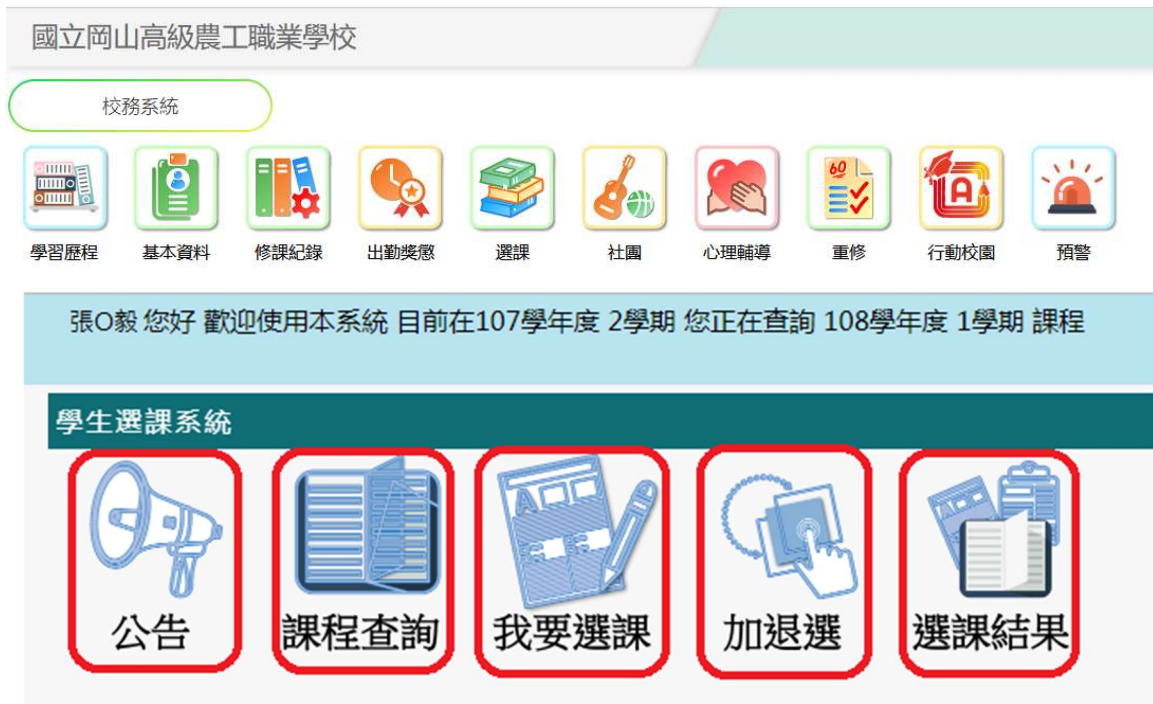 國立岡山高級農工職業學校
校務系統
60
A
學習歷程 基本資料 修課紀錄 出勤獎懲 選課 社團 心理輔導 重修 行動校園 預警
張O毅 您好 歡迎使用本系統 目前在107學年度 2學期 您正在查詢 108學年度 1學期 課程
學生選課系統
A
公告 課程查詢 我要選課 加退選 選課結果